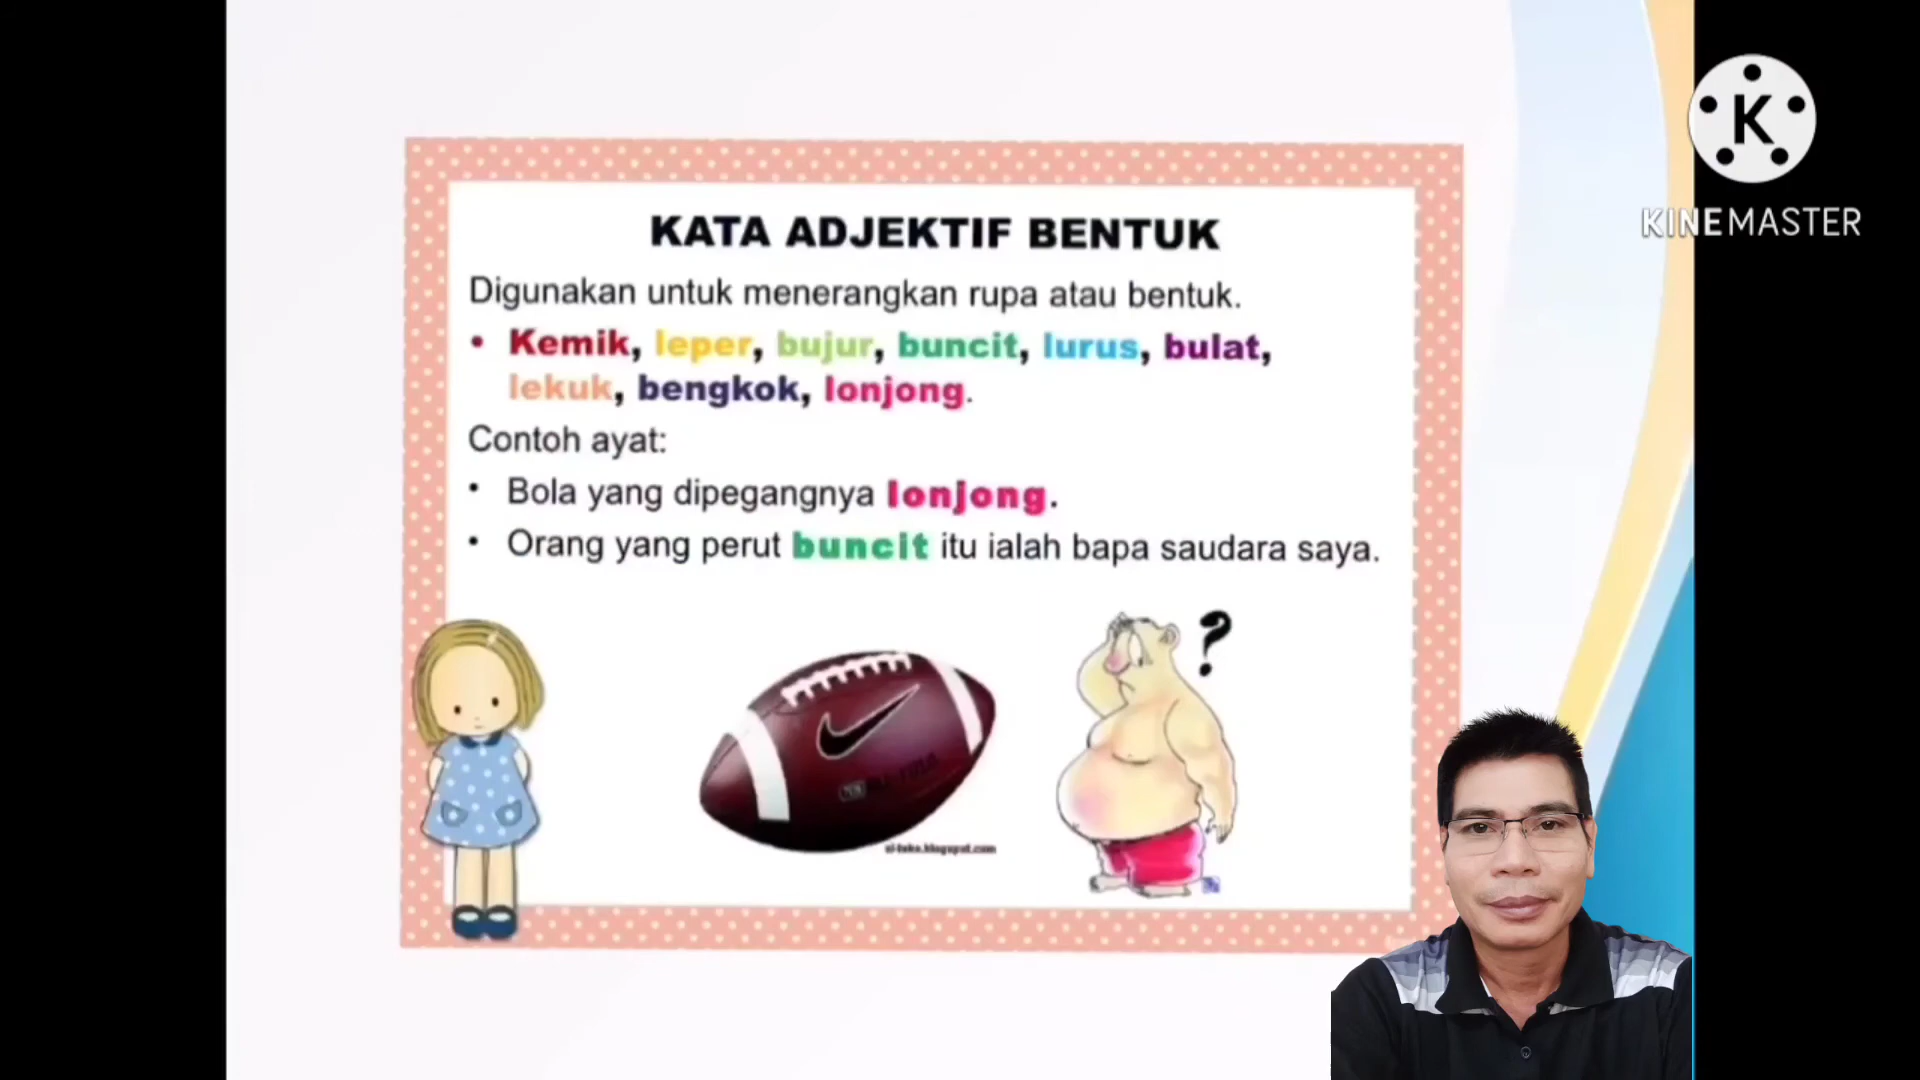 K
KINEMASTER
KATA ADJEKTIF BENTUK
Digunakan untuk menerangkan rupa atau bentuk.
• Kemik, leper, bujur, buncit, lurus, bulat,
lekuk, bengkok, lonjong.
Contoh ayat:
• Bola yang dipegangnya lonjong.
• Orang yang perut buncit itu ialah bapa saudara saya.
?